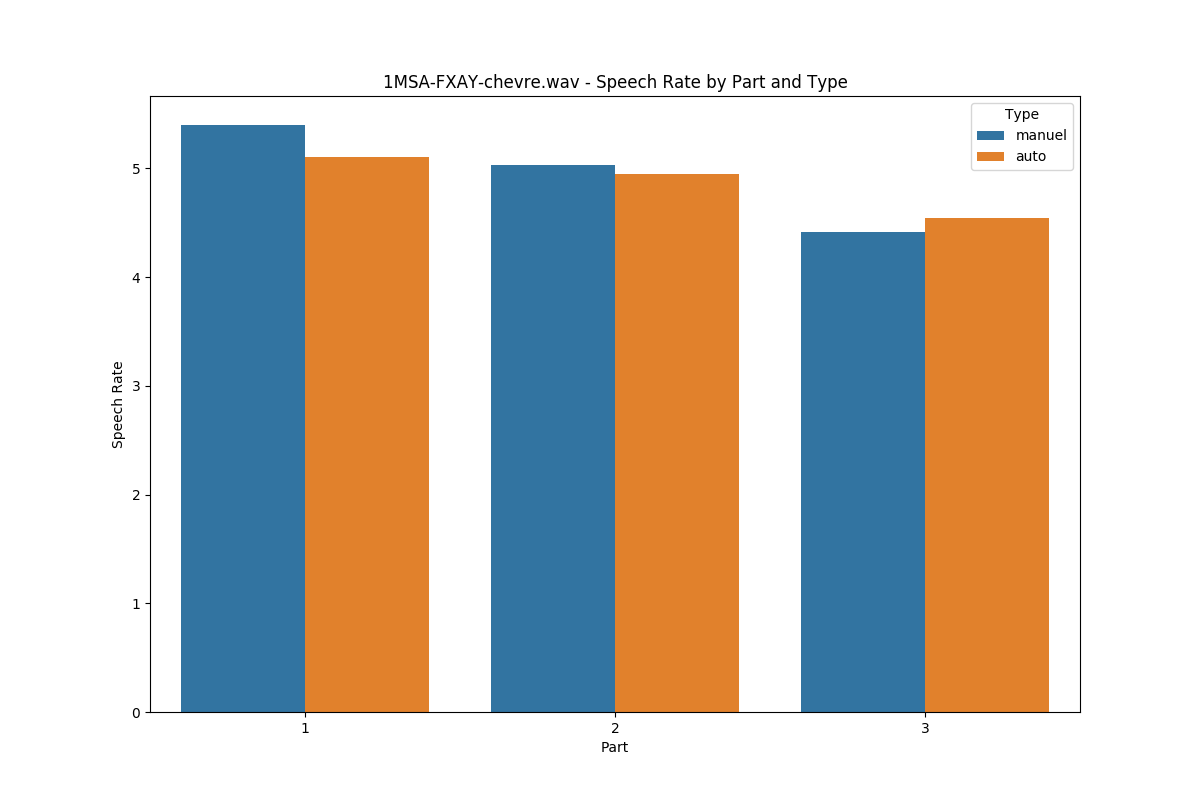 1MSA-FXAY-chevre.wav - Speech Rate by Part and Type
Type
manuel
auto
Speech Rate
5
4
3
2
1
0
1 2 3
Part